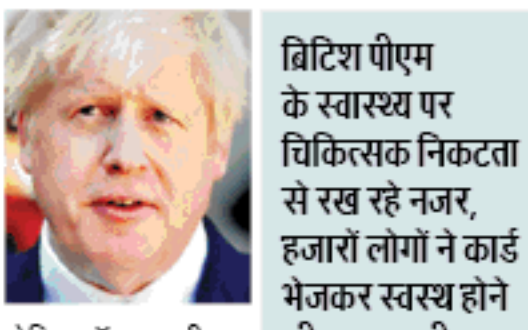 ब्रिटिश पीएम
के स्वास्थ्य पर
चिकित्सक निकटता
से रख रहे नजर,
हजारों लोगों ने कार्ड
भेजकर स्वस्थ होने